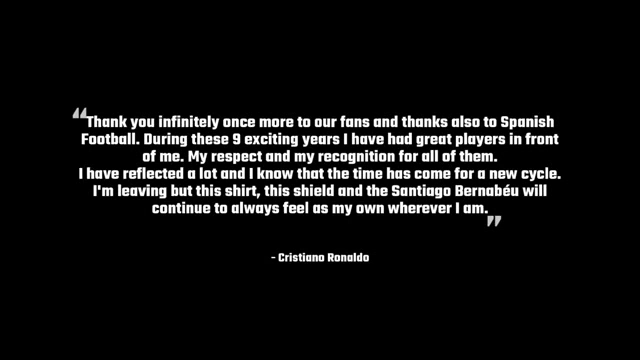 “Thank you infinitely once more to our fans and thanks also to Spanish
Football. During these 9 exciting years I have had great players in front
of me. My respect and my recognition for all of them.
I have reflected a lot and I know that the time has come for a new cycle.
I'm leaving but this shirt, this shield and the Santiago Bernabéu will
continue to always feel as my own wherever I am.”
- Cristiano Ronaldo